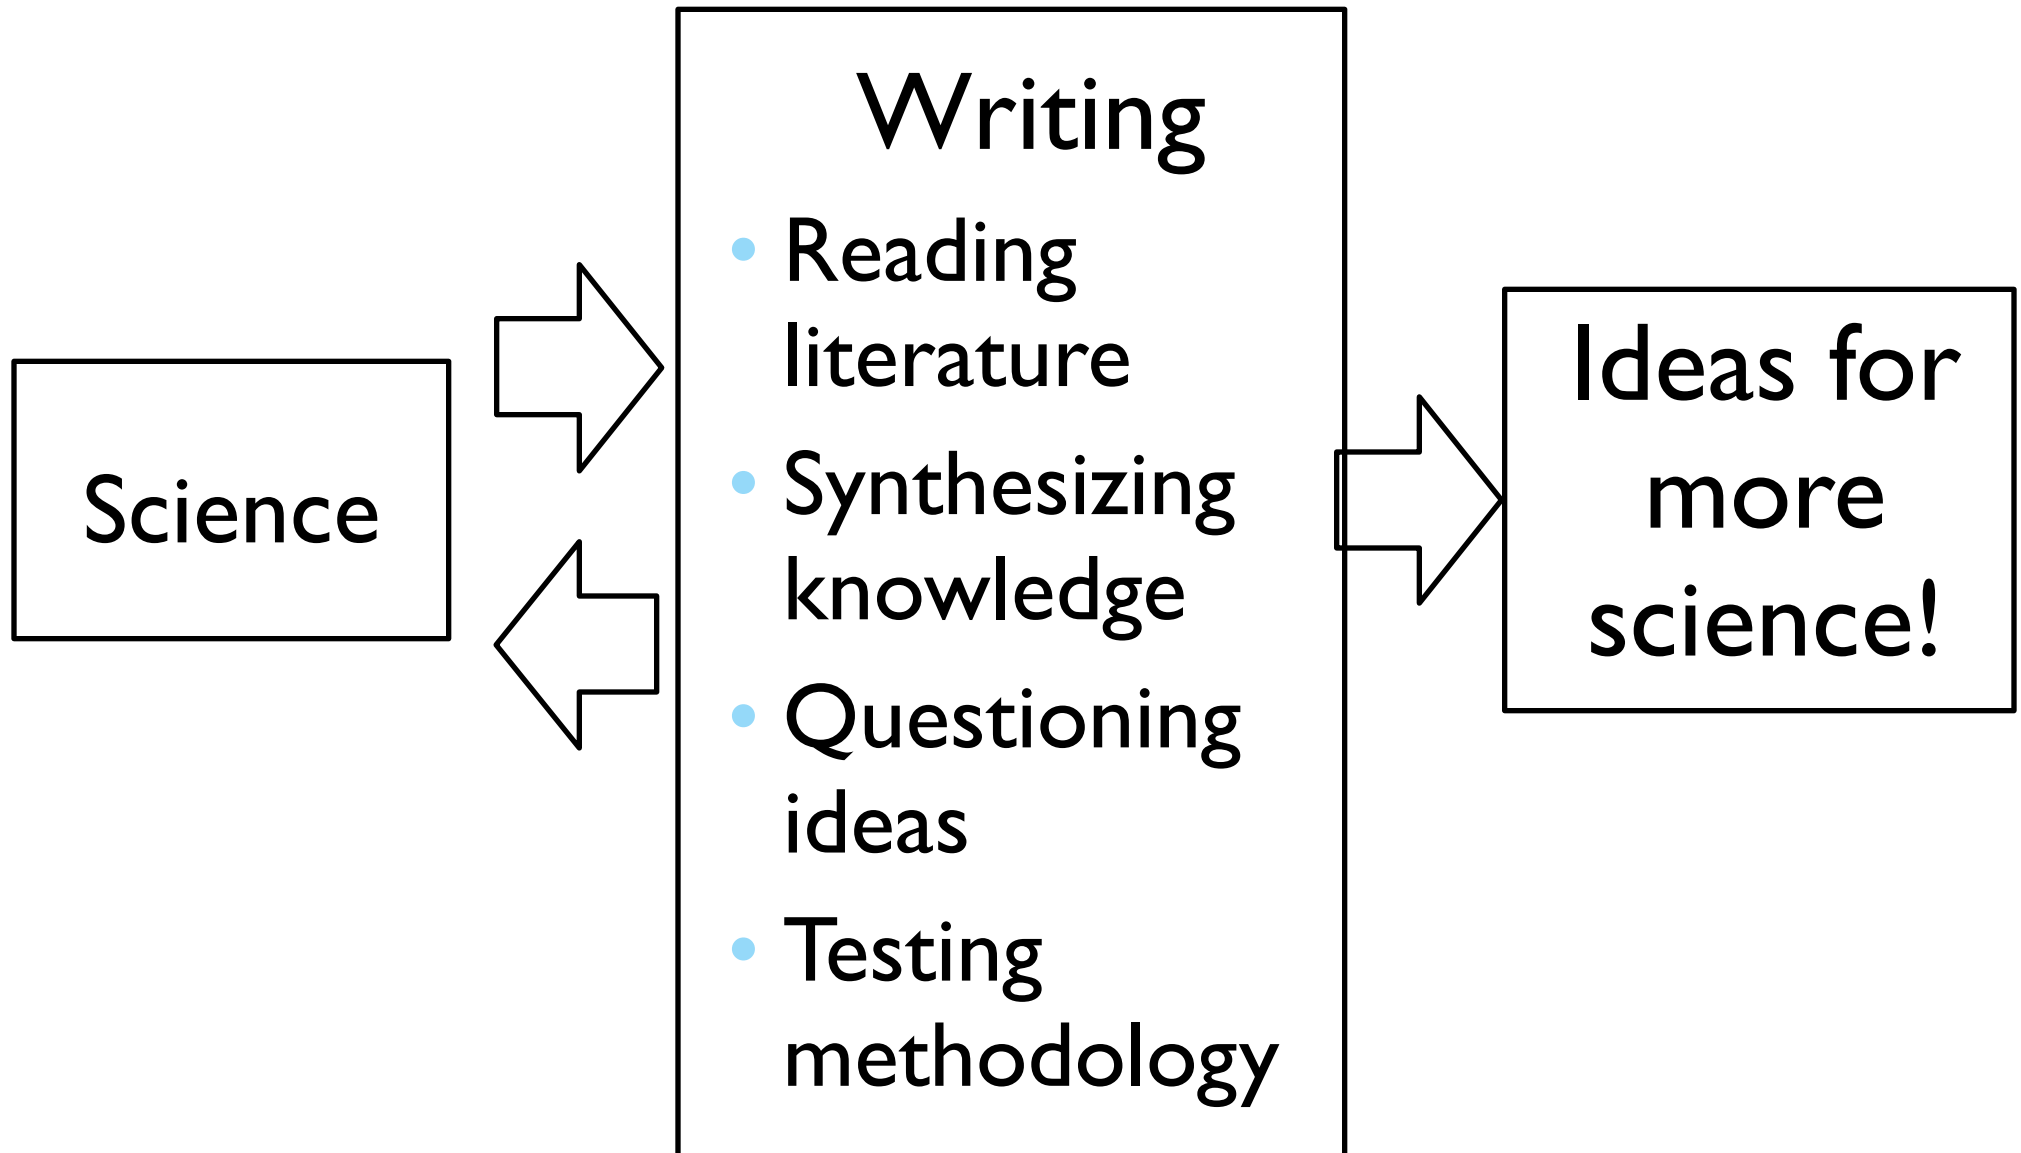 Science
Writing
• Reading
literature
• Synthesizing
knowledge
• Questioning
ideas
• Testing
methodology
Ideas for
more
science!